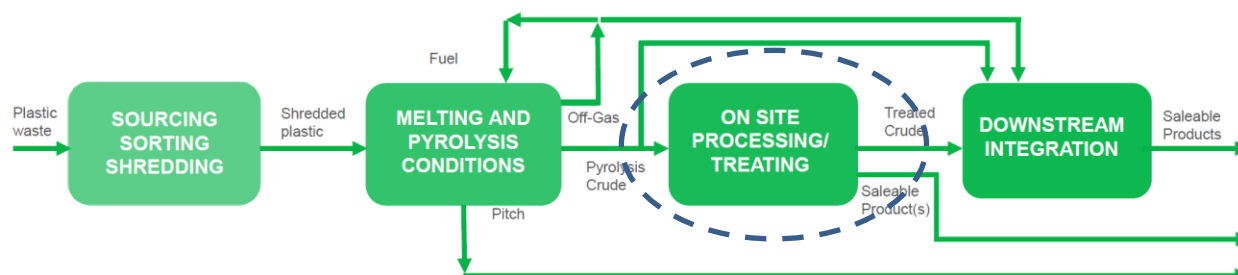 Plastic
waste
SOURCING
SORTING
SHREDDING
Shredded
plastic
Fuel
MELTING AND
PYROLYSIS
CONDITIONS
Off-Gas
Pyrolysis
Crude
Pitch
ON SITE
PROCESSING/
TREATING
Treated
Crude
Saleable
Product(s)
DOWNSTREAM
INTEGRATION
Saleable
Products